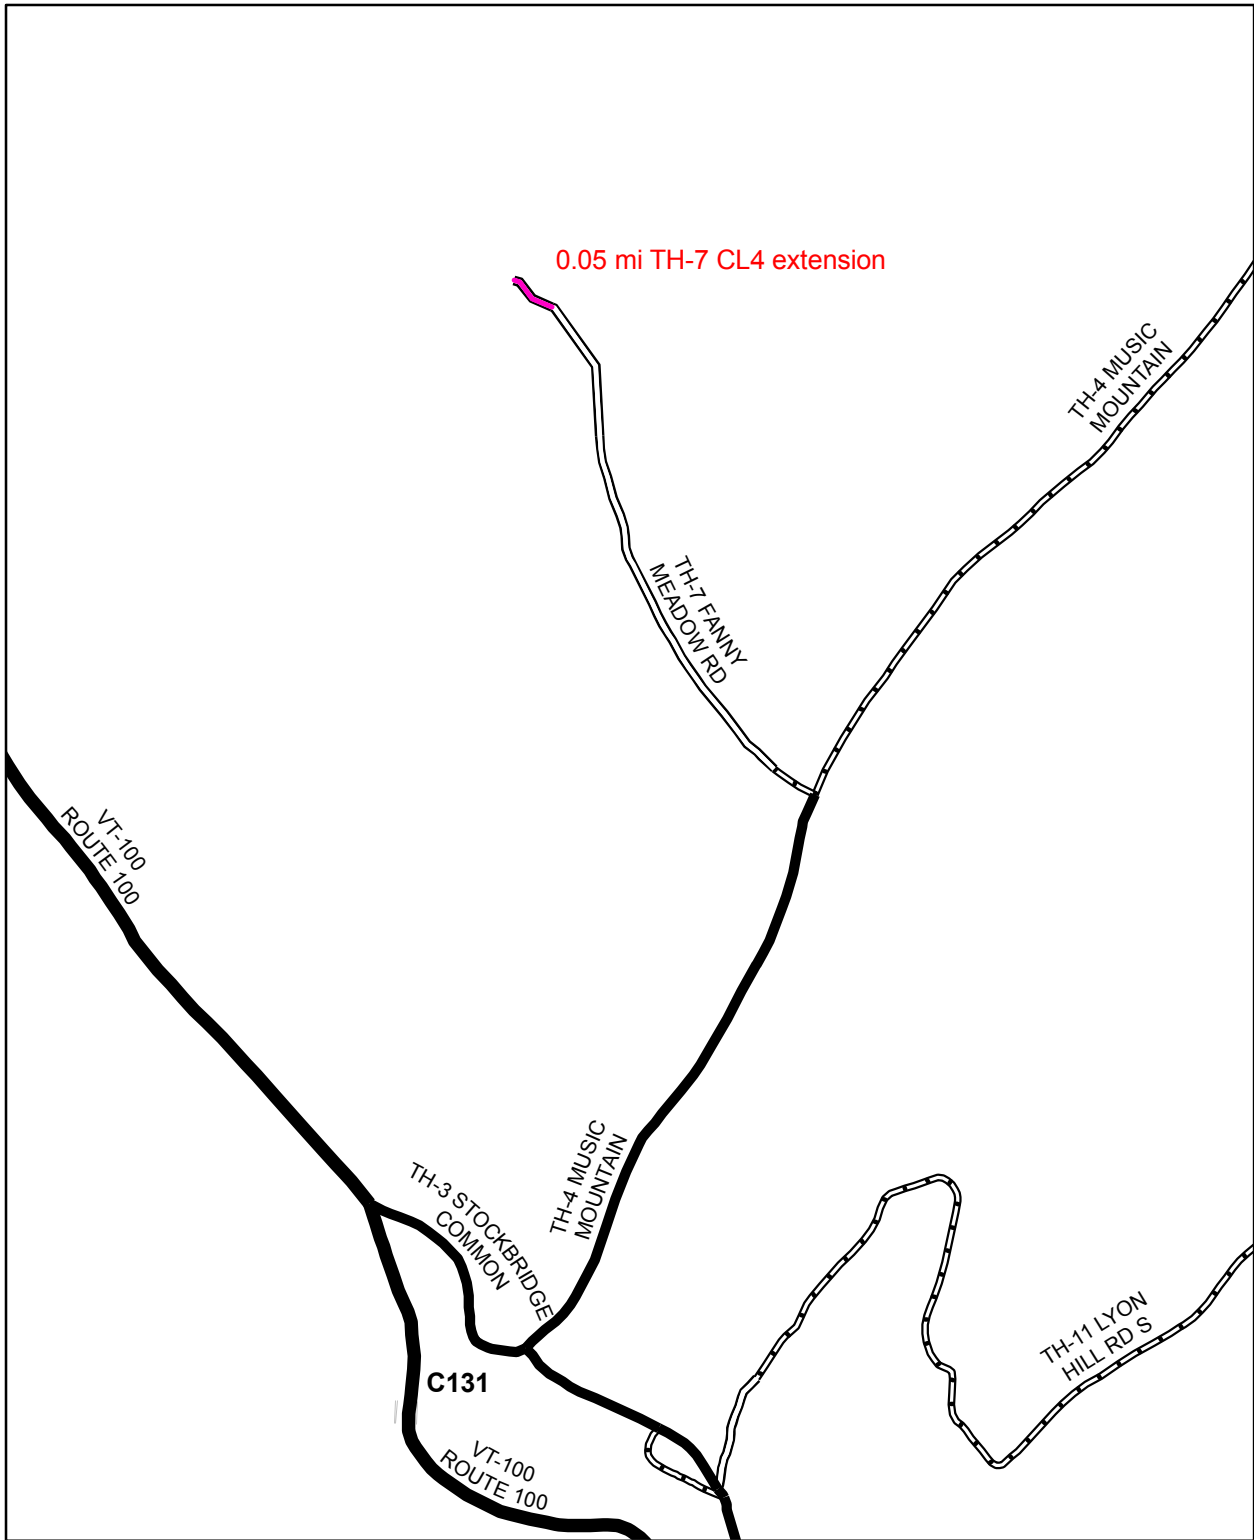 0.05 mi TH-7 CL4 extension
TH-4 MUSIC
MOUNTAIN
TH-7 FANNY
MEADOW RD
VT-100
ROUTE 100
TH-4 MUSIC
MOUNTAIN
TH-3 STOCKBRIDGE
COMMON
TH-11 LYON
HILL RD S
C131
VT-100
ROUTE 100